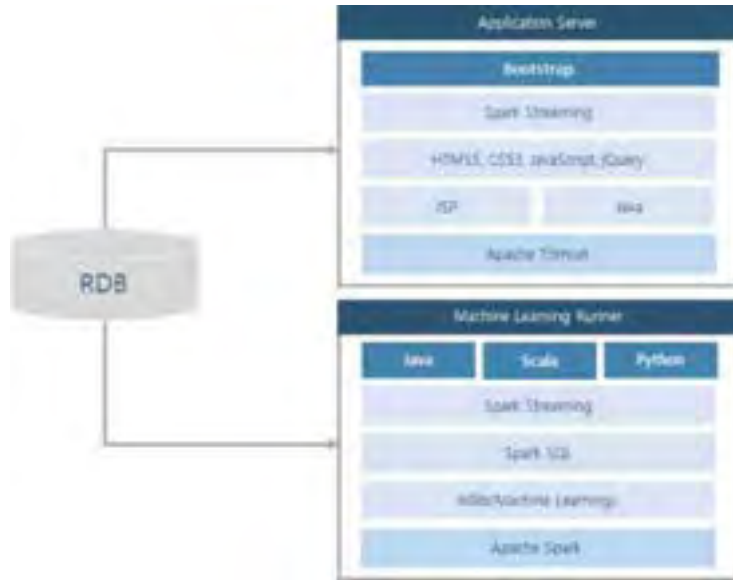 Application Server
Bootstrap
Spark Streaming
HTML5, CSS3, JavaScript, jQuery
JSP
Java
Apache Tomcat
RDB
Machine Learning Runner
Java
Scala
Python
Spark Streaming
Spark SQL
Machine Learning
Apache Spark